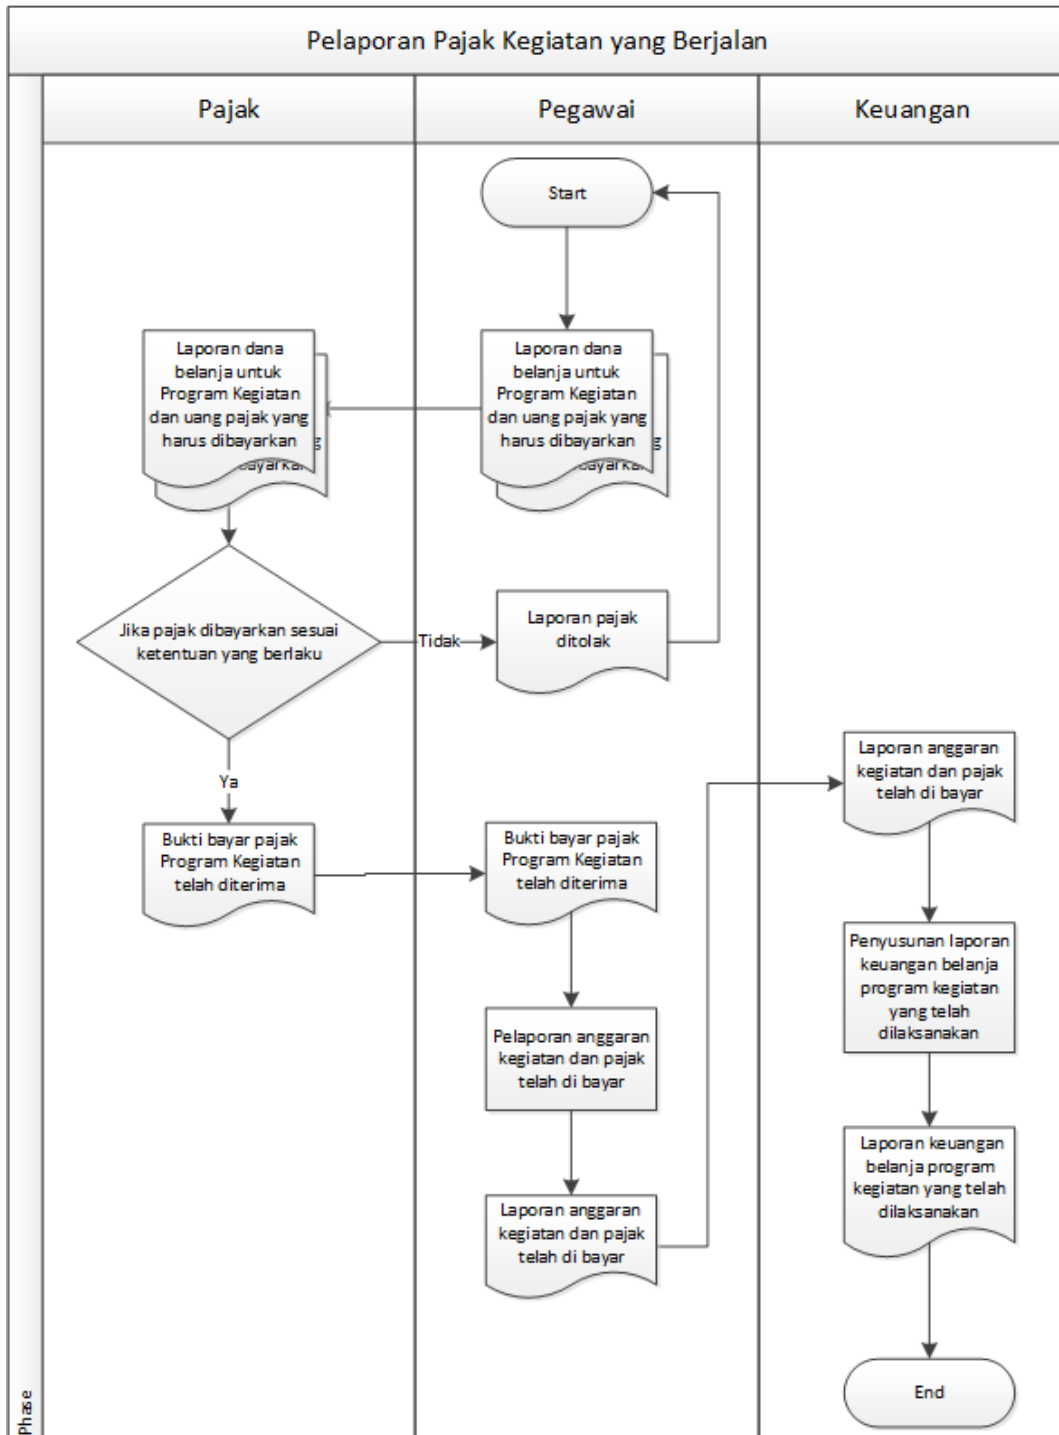 Pelaporan Pajak Kegiatan yang Berjalan
Pajak
Pegawai
Keuangan
Start
Laporan dana
belanja untuk
Program Kegiatan
dan uang pajak yang
harus dibayarkan
Laporan dana
belanja untuk
Program Kegiatan
dan uang pajak yang
harus dibayarkan
Jika pajak dibayarkan sesuai
ketentuan yang berlaku
Tidak
Laporan pajak
ditolak
Ya
Bukti bayar pajak
Program Kegiatan
telah diterima
Bukti bayar pajak
Program Kegiatan
telah diterima
Pelaporan anggaran
kegiatan dan pajak
telah di bayar
Laporan anggaran
kegiatan dan pajak
telah di bayar
Laporan anggaran
kegiatan dan pajak
telah di bayar
Penyusunan laporan
keuangan belanja
program kegiatan
yang telah
dilaksanakan
Laporan keuangan
belanja program
kegiatan yang telah
dilaksanakan
End
Phase